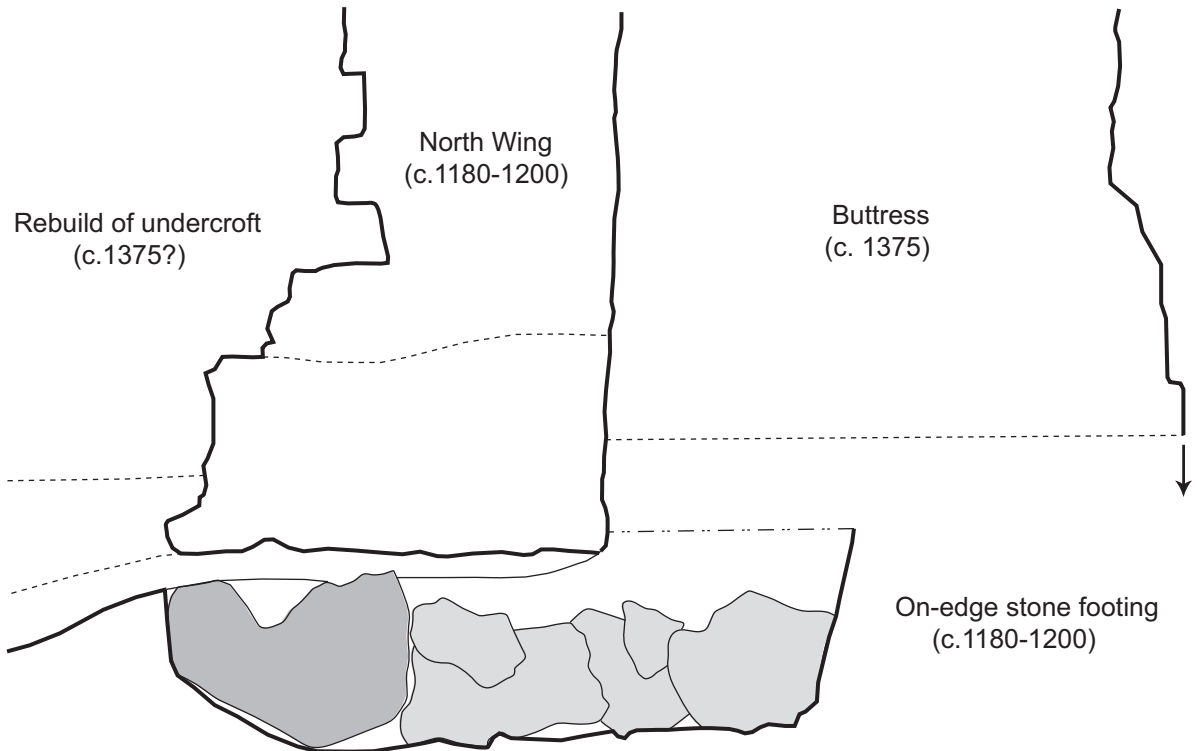 North Wing
(c.1180-1200)
Rebuild of undercroft
(c.1375?)
Buttress
(c. 1375)
On-edge stone footing
(c.1180-1200)